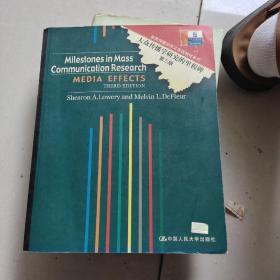 大众传播学研究的里程碑
第三版
Milestones in Mass
Communication Research
MEDIA EFFECTS
THIRD EDITION
Shearon A. Lowery and Melvin L. DeFleur
中国人民大学出版社